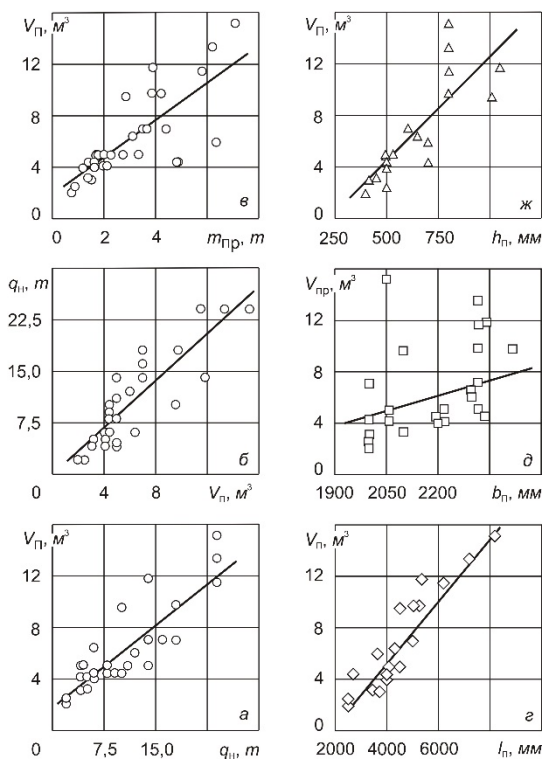 V_п, м³
12
8
4
0
0 2 4 m_пр, т
в
V_п, м³
12
8
4
0
250 500 750 h_п, мм
ж
q_н, т
22,5
15,0
7,5
0 4 8 V_п, м³
б
V_пр, м³
12
8
4
0
1900 2050 2200 b_п, мм
д
V_п, м³
12
8
4
0 7,5 15,0 q_н, т
а
V_п, м³
12
8
4
0
2000 4000 6000 l_п, мм
г